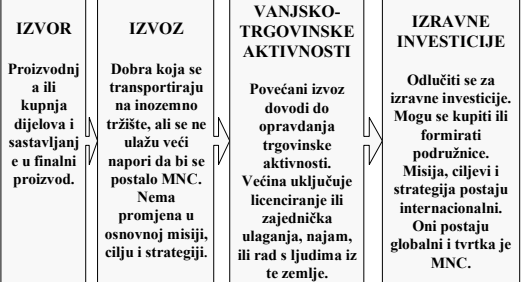 IZVOR
Proizvodnj
a ili
kupnja
dijelova i
sastavljanj
e u finalni
proizvod.
IZVOZ
Dobra koja se
transportiraju
na inozemno
tržište, ali se ne
ulažu veći
napori da bi se
postalo MNC.
Nema
promjena u
osnovnoj misiji,
cilju i strategiji.
VANJSKO-
TRGOVINSKE
AKTIVNOSTI
Povećani izvoz
dovodi do
opravdanja
trgovinske
aktivnosti.
Većina uključuje
licenciranje ili
zajednička
ulaganja, najam,
ili rad s ljudima iz
te zemlje.
IZRAVNE
INVESTICIJE
Odlučiti se za
izravne investicije.
Mogu se kupiti ili
formirati
podružnice.
Misija, ciljevi i
strategija postaju
internacionalni.
Oni postaju
globalni i tvrtka je
MNC.